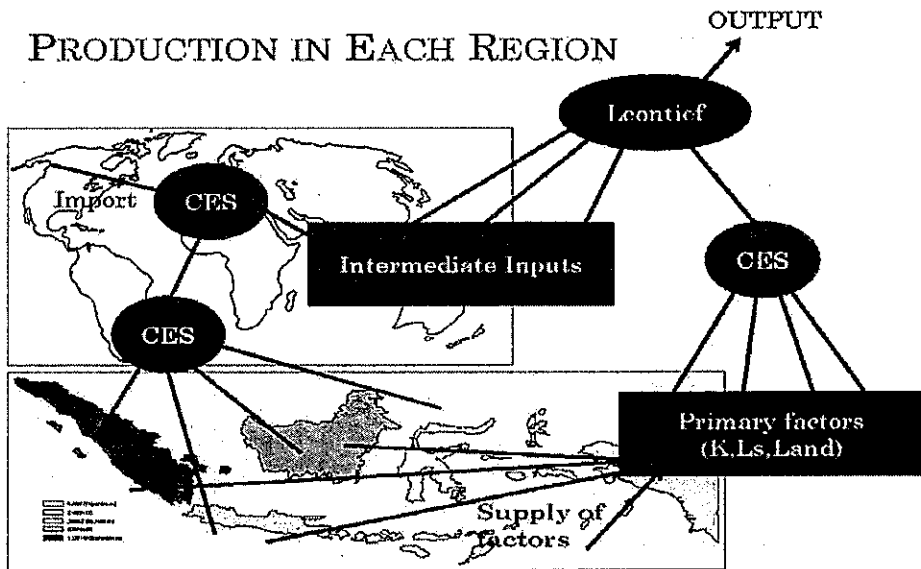 OUTPUT
PRODUCTION IN EACH REGION
Leontief
Import
CES
Intermediate Inputs
CES
CES
Primary factors
(K,Ls,Land)
Supply of
factors